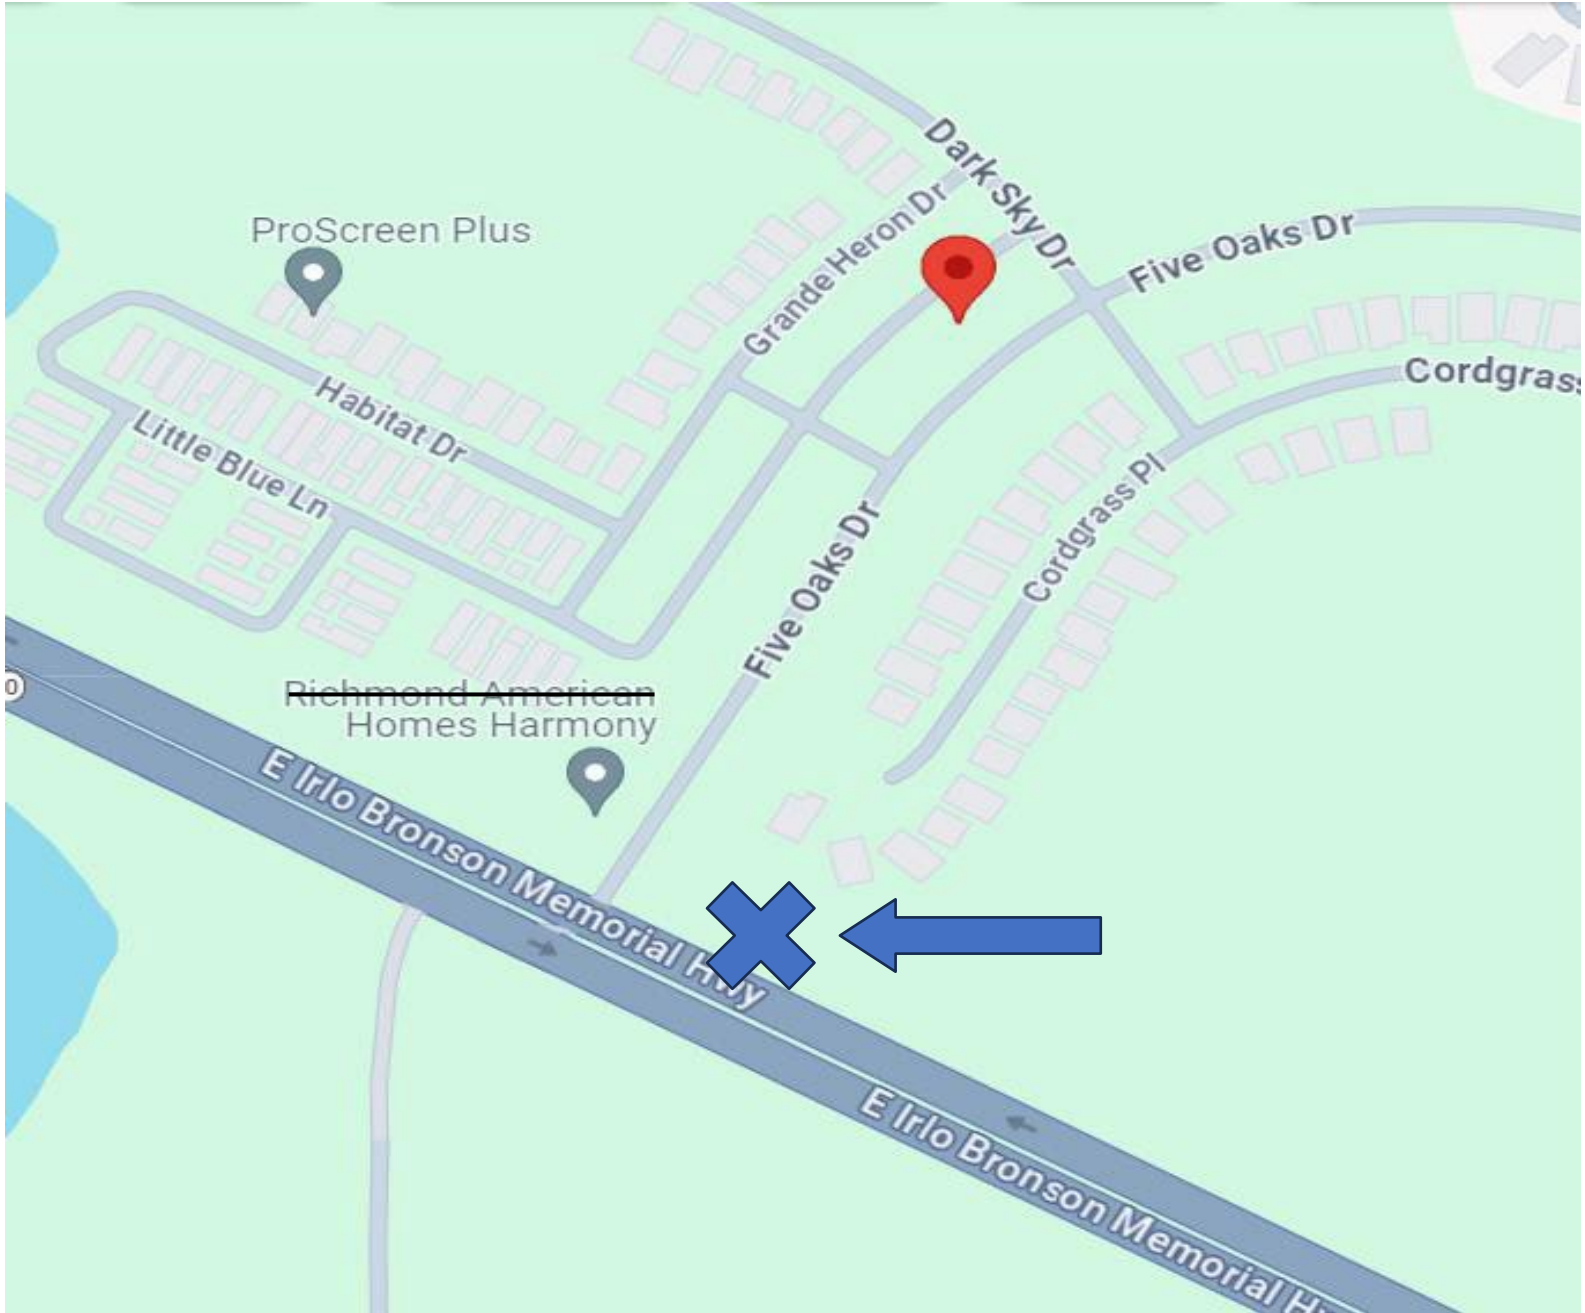 Dark Sky Dr
Grande Heron Dr
ProScreen Plus
Five Oaks Dr
Habitat Dr
Cordgrass
Little Blue Ln
Cordgrass Pl
Five Oaks Dr
Richmond American
Homes Harmony
0
E Irlo Bronson Memorial Hwy
E Irlo Bronson Memorial